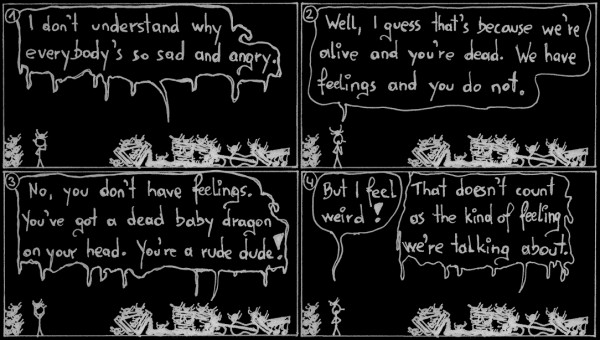 1
I don't understand why
everybody's so sad and angry.
2
Well, I guess that's because we're
alive and you're dead. We have
feelings and you do not.
3
No, you don't have feelings.
You've got a dead baby dragon
on your head. You're a rude dude!
4
But I feel
weird!
That doesn't count
as the kind of feeling
we're talking about.